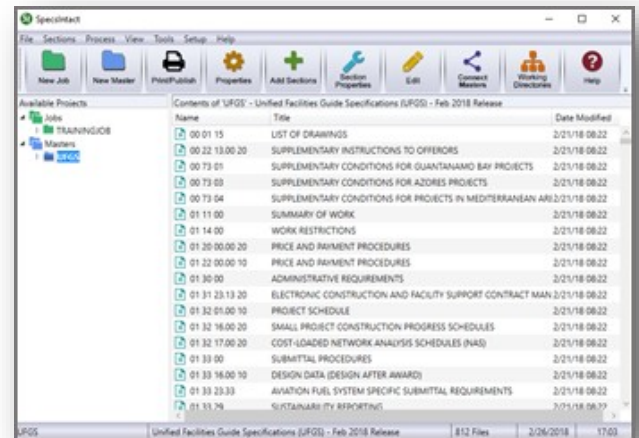 SpecsIntact
File Sections Process View Tools Setup Help
New Job New Master Print/Publish Properties Add Sections Section Properties Edit Connect Masters Working Directories Help
Available Projects Contents of 'UFGS' - Unified Facilities Guide Specifications (UFGS) - Feb 2018 Release
Jobs Name Title Date Modified
TRAININGJOB 00 01 15 LIST OF DRAWINGS 2/21/18 08:22
Masters 00 22 13.00 20 SUPPLEMENTARY INSTRUCTIONS TO OFFERORS 2/21/18 08:22
UFGS 00 73 01 SUPPLEMENTARY CONDITIONS FOR GUANTANAMO BAY PROJECTS 2/21/18 08:22
00 73 03 SUPPLEMENTARY CONDITIONS FOR AZORES PROJECTS 2/21/18 08:22
00 73 04 SUPPLEMENTARY CONDITIONS FOR PROJECTS IN MEDITERRANEAN ARE 2/21/18 08:22
01 11 00 SUMMARY OF WORK 2/21/18 08:22
01 14 00 WORK RESTRICTIONS 2/21/18 08:22
01 20 00.00 20 PRICE AND PAYMENT PROCEDURES 2/21/18 08:22
01 22 00.00 10 PRICE AND PAYMENT PROCEDURES 2/21/18 08:22
01 30 00 ADMINISTRATIVE REQUIREMENTS 2/21/18 08:22
01 31 23.13 20 ELECTRONIC CONSTRUCTION AND FACILITY SUPPORT CONTRACT MAN 2/21/18 08:22
01 32 01.00 10 PROJECT SCHEDULE 2/21/18 08:22
01 32 16.00 20 SMALL PROJECT CONSTRUCTION PROGRESS SCHEDULES 2/21/18 08:22
01 32 17.00 20 COST-LOADED NETWORK ANALYSIS SCHEDULES (NAS) 2/21/18 08:22
01 33 00 SUBMITTAL PROCEDURES 2/21/18 08:22
01 33 16.00 10 DESIGN DATA (DESIGN AFTER AWARD) 2/21/18 08:22
01 33 23.33 AVIATION FUEL SYSTEM SPECIFIC SUBMITTAL REQUIREMENTS 2/21/18 08:22
01 33 29 SUSTAINABILITY REPORTING 2/21/18 08:22
UFGS Unified Facilities Guide Specifications (UFGS) - Feb 2018 Release 812 Files 2/26/2018 17:03